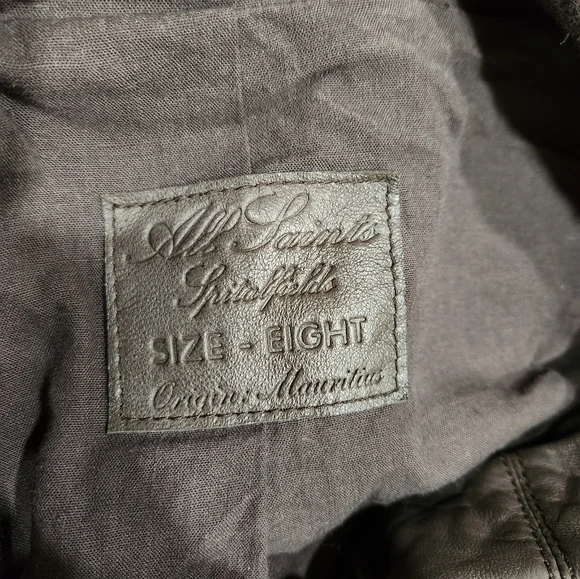 All Saints
Spitalfields
SIZE - EIGHT
Origin: Mauritius